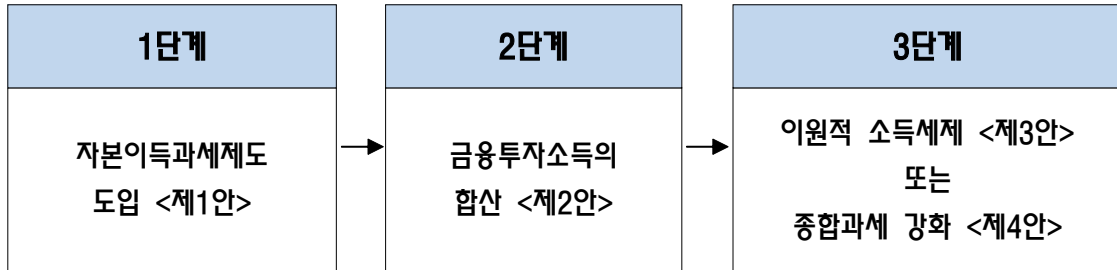 1단계
자본이득과세제도
도입 <제1안>
2단계
금융투자소득의
합산 <제2안>
3단계
이원적 소득세제 <제3안>
또는
종합과세 강화 <제4안>